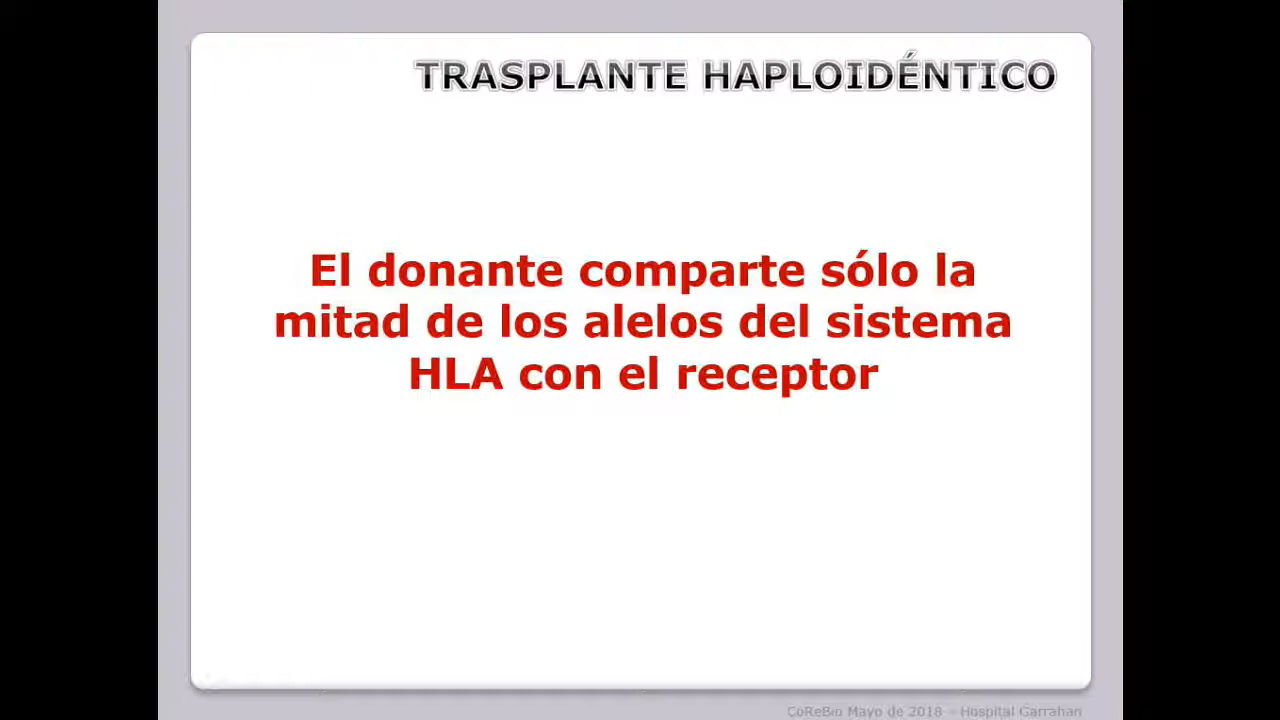 TRASPLANTE HAPLOIDÉNTICO
El donante comparte sólo la
mitad de los alelos del sistema
HLA con el receptor
CoReBio Mayo de 2018 - Hospital Garrahan